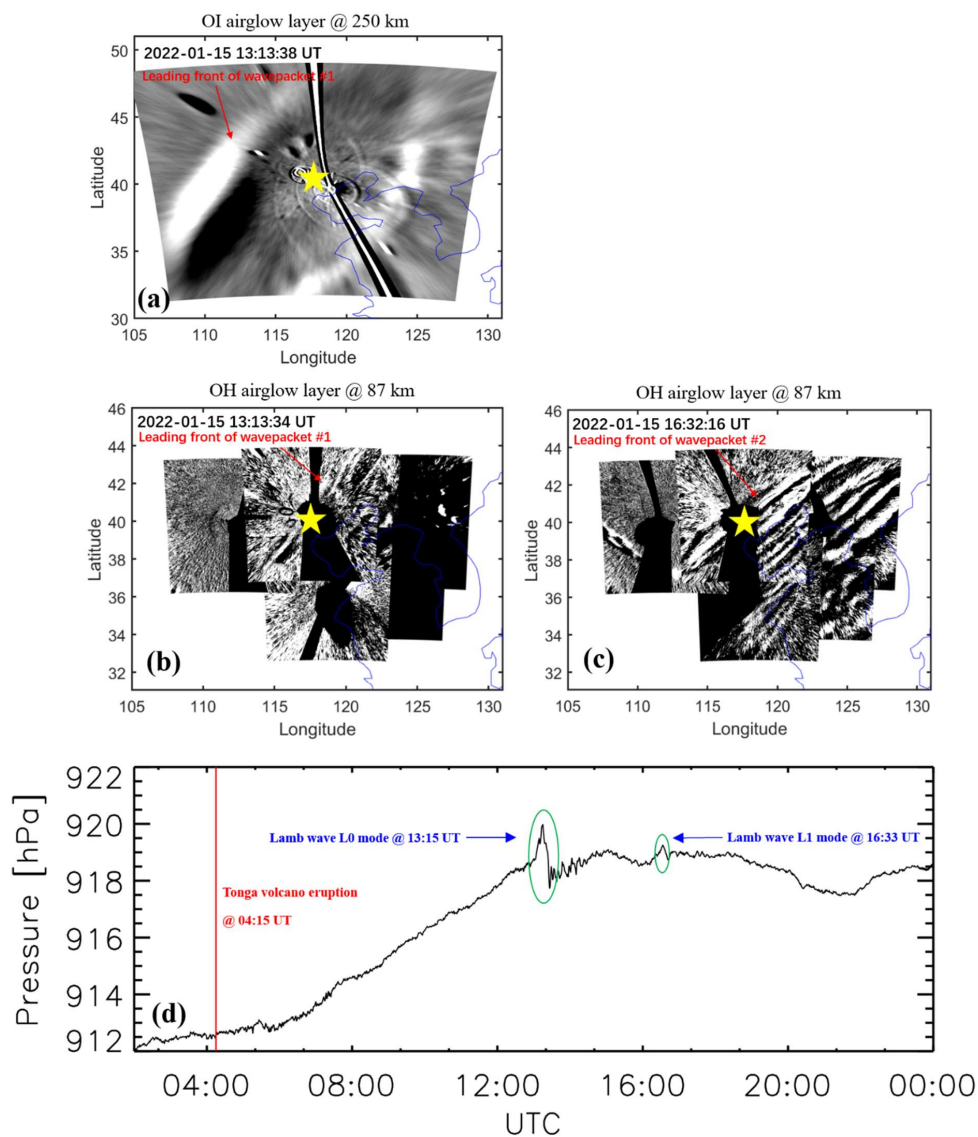 OI airglow layer @ 250 km
2022-01-15 13:13:38 UT
Leading front of wavepacket #1
Latitude
50
45
40
35
30
(a)
105 110 115 120 125 130
Longitude
OH airglow layer @ 87 km
2022-01-15 13:13:34 UT
Leading front of wavepacket #1
Latitude
46
44
42
40
38
36
34
32
(b)
105 110 115 120 125 130
Longitude
OH airglow layer @ 87 km
2022-01-15 16:32:16 UT
Leading front of wavepacket #2
Latitude
46
44
42
40
38
36
34
32
(c)
105 110 115 120 125 130
Longitude
Pressure [hPa]
922
920
918
916
914
912
Lamb wave L0 mode @ 13:15 UT
Lamb wave L1 mode @ 16:33 UT
Tonga volcano eruption
@ 04:15 UT
(d)
04:00 08:00 12:00 16:00 20:00 00:00
UTC